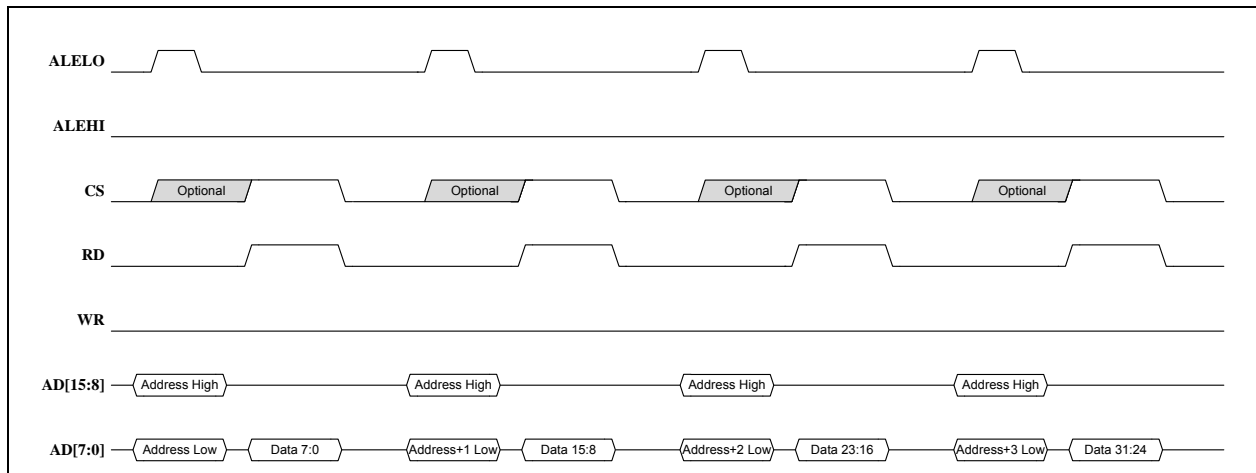 ALELO
ALEHI
CS Optional Optional Optional Optional
RD
WR
AD[15:8] Address High Address High Address High Address High
AD[7:0] Address Low Data 7:0 Address+1 Low Data 15:8 Address+2 Low Data 23:16 Address+3 Low Data 31:24